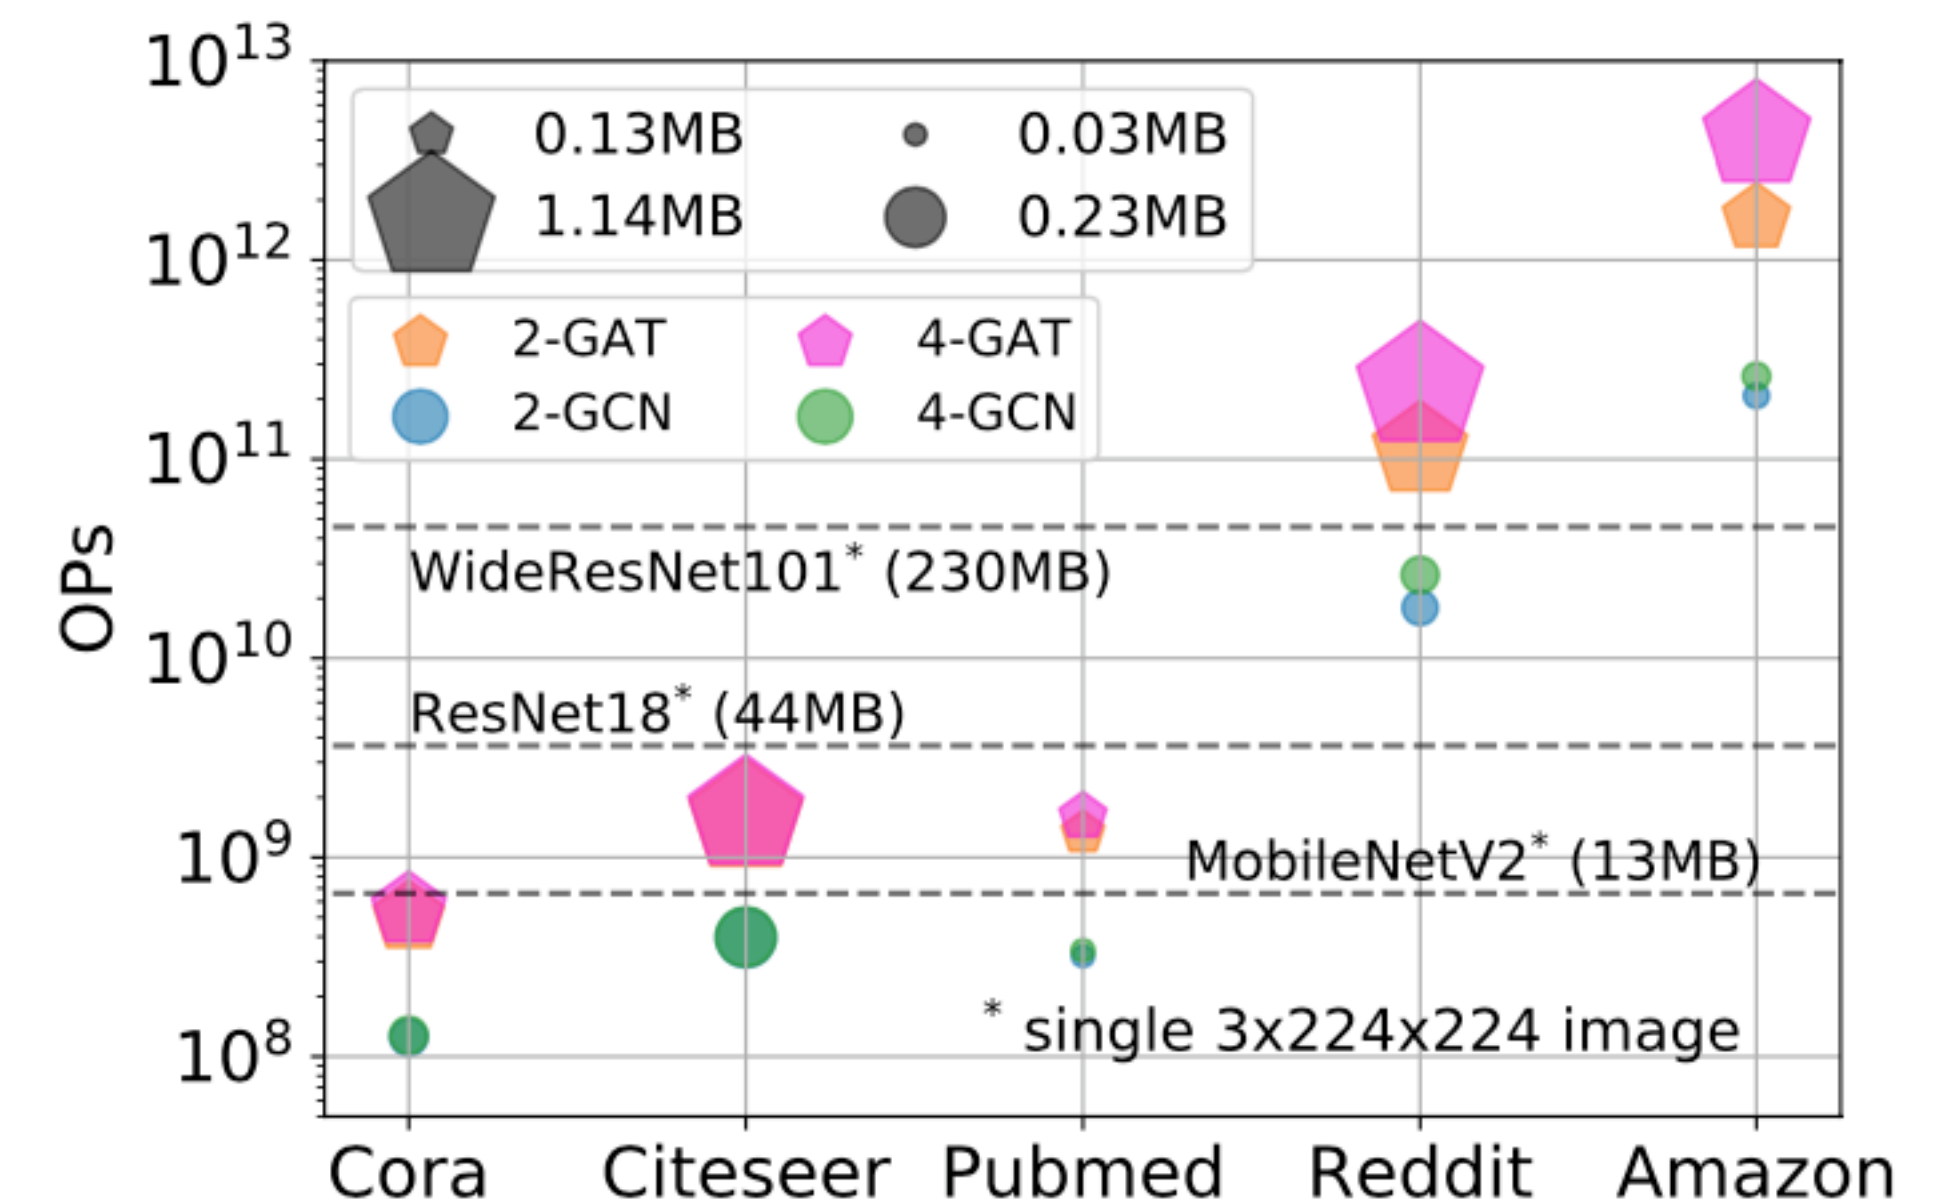 10^13
10^12
10^11
10^10
10^9
10^8
OPs
0.13MB 0.03MB
1.14MB 0.23MB
2-GAT 4-GAT
2-GCN 4-GCN
WideResNet101* (230MB)
ResNet18* (44MB)
MobileNetV2* (13MB)
* single 3x224x224 image
Cora Citeseer Pubmed Reddit Amazon